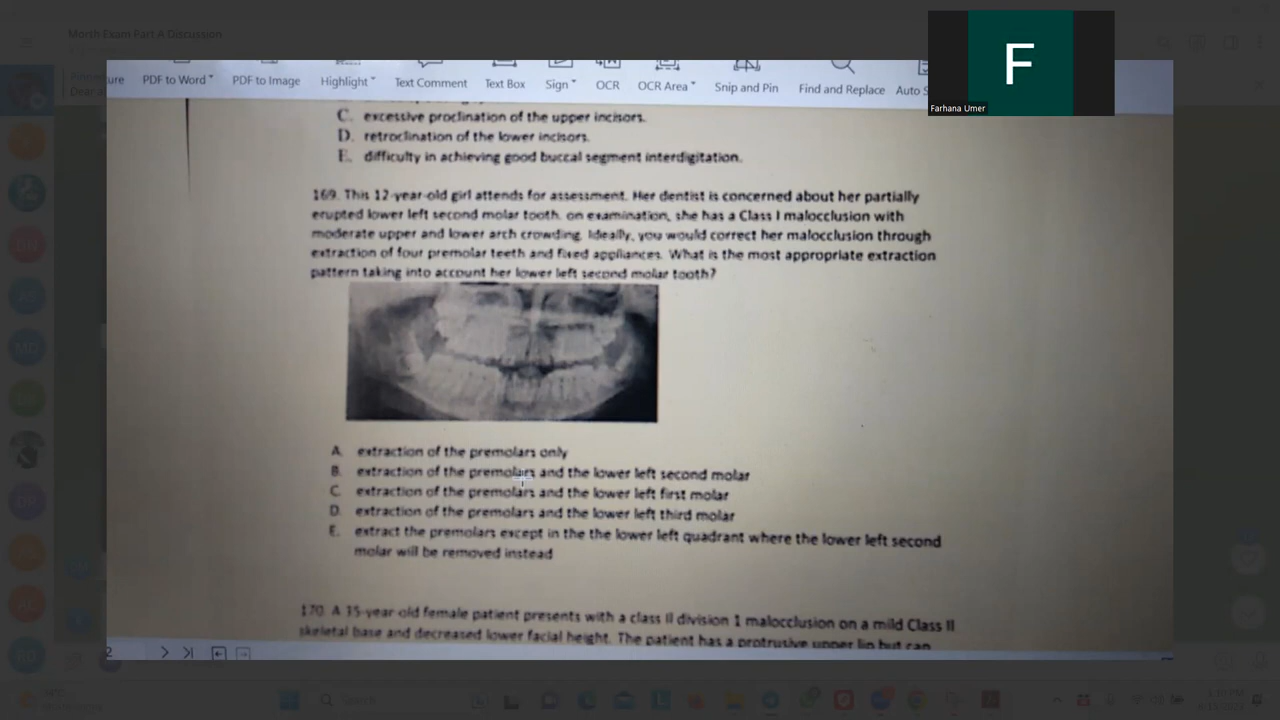 Morth Exam Part A Discussion
F
Farhana Umer
ure
PDF to Word
PDF to Image
Highlight
Text Comment
Text Box
Sign
OCR
OCR Area
Snip and Pin
Find and Replace
Auto S
C. excessive proclination of the upper incisors.
D. retroclination of the lower incisors.
E. difficulty in achieving good buccal segment interdigitation.
169. This 12-year-old girl attends for assessment. Her dentist is concerned about her partially
erupted lower left second molar tooth. on examination, she has a Class I malocclusion with
moderate upper and lower arch crowding. Ideally, you would correct her malocclusion through
extraction of four premolar teeth and fixed appliances. What is the most appropriate extraction
pattern taking into account her lower left second molar tooth?
A. extraction of the premolars only
B. extraction of the premolars and the lower left second molar
C. extraction of the premolars and the lower left first molar
D. extraction of the premolars and the lower left third molar
E. extract the premolars except in the the lower left quadrant where the lower left second
molar will be removed instead
170. A 35-year-old female patient presents with a class II division 1 malocclusion on a mild Class II
skeletal base and decreased lower facial height. The patient has a protrusive upper lip but can
2
Search